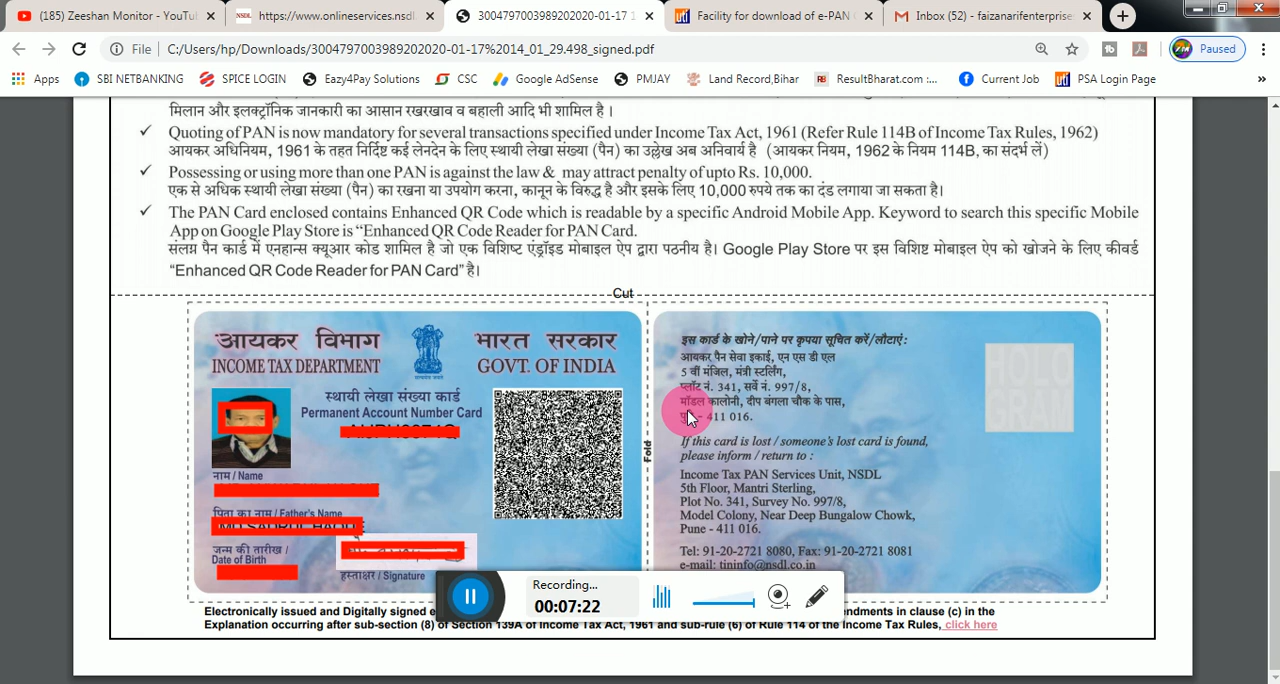 (185) Zeeshan Monitor - YouTu
https://www.onlineservices.nsdl.
3004797003989202020-01-17 1
Facility for download of e-PAN
Inbox (52) - faizanarifenterprise
File
C:/Users/hp/Downloads/3004797003989202020-01-17%2014_01_29.498_signed.pdf
Paused
Apps
SBI NETBANKING
SPICE LOGIN
Eazy4Pay Solutions
CSC
Google AdSense
PMJAY
Land Record,Bihar
ResultBharat.com :...
Current Job
PSA Login Page
मिलान और इलक्ट्रॉनिक जानकारी का आसान रखरखाव व बहाली आदि भी शामिल है ।
Quoting of PAN is now mandatory for several transactions specified under Income Tax Act, 1961 (Refer Rule 114B of Income Tax Rules, 1962)
आयकर अधिनियम, 1961 के तहत निर्दिष्ट कई लेनदेन के लिए स्थायी लेखा संख्या (पैन) का उल्लेख अब अनिवार्य है (आयकर नियम, 1962 के नियम 114B, का संदर्भ लें)
Possessing or using more than one PAN is against the law & may attract penalty of upto Rs. 10,000.
एक से अधिक स्थायी लेखा संख्या (पैन) का रखना या उपयोग करना, कानून के विरुद्ध है और इसके लिए 10,000 रुपये तक का दंड लगाया जा सकता है।
The PAN Card enclosed contains Enhanced QR Code which is readable by a specific Android Mobile App. Keyword to search this specific Mobile
App on Google Play Store is “Enhanced QR Code Reader for PAN Card.
संलग्न पैन कार्ड में एनहान्स क्यूआर कोड शामिल है जो एक विशिष्ट एंड्रॉइड मोबाइल ऐप द्वारा पठनीय है। Google Play Store पर इस विशिष्ट मोबाइल ऐप को खोजने के लिए कीवर्ड
“Enhanced QR Code Reader for PAN Card” है।
Cut
आयकर विभाग
भारत सरकार
INCOME TAX DEPARTMENT
GOVT. OF INDIA
स्थायी लेखा संख्या कार्ड
Permanent Account Number Card
नाम / Name
पिता का नाम / Father's Name
जन्म की तारीख /
Date of Birth
हस्ताक्षर / Signature
Fold
इस कार्ड के खोने/पाने पर कृपया सूचित करें/लौटाएं:
आयकर पैन सेवा इकाई, एन एस डी एल
5 वीं मंजिल, मंत्री स्टर्लिंग,
प्लॉट नं. 341, सर्वे नं. 997/8,
मॉडल कालोनी, दीप बंगला चौक के पास,
- 411 016.
If this card is lost / someone's lost card is found,
please inform / return to :
Income Tax PAN Services Unit, NSDL
5th Floor, Mantri Sterling,
Plot No. 341, Survey No. 997/8,
Model Colony, Near Deep Bungalow Chowk,
Pune - 411 016.
Tel: 91-20-2721 8080, Fax: 91-20-2721 8081
e-mail: tininfo@nsdl.co.in
HOLO
GRAM
Recording...
00:07:22
Electronically issued and Digitally signed
ndments in clause (c) in the
Explanation occurring after sub-section (8) of Section 139A of Income Tax Act, 1961 and sub-rule (6) of Rule 114 of the Income Tax Rules, click here